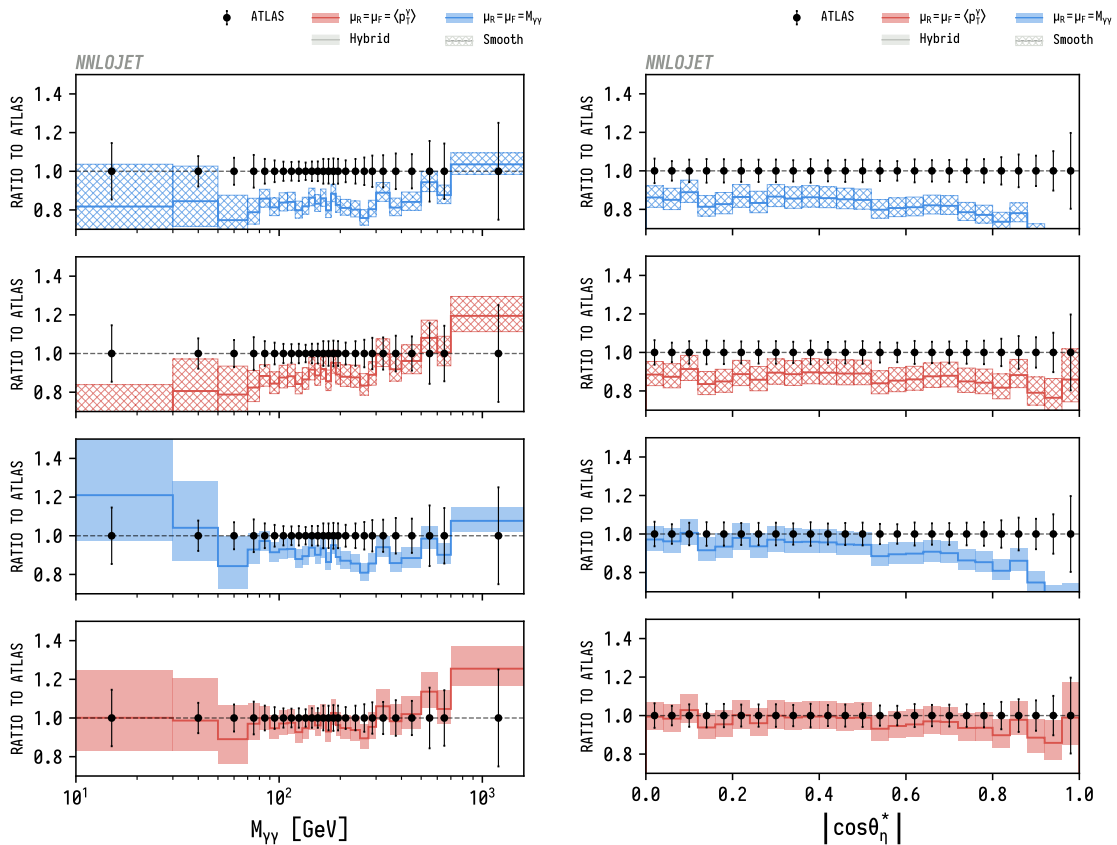 ATLAS μR=μF=⟨pTγ⟩ μR=μF=Mγγ
Hybrid Smooth
NNLOJET
RATIO TO ATLAS
1.4
1.2
1.0
0.8
RATIO TO ATLAS
1.4
1.2
1.0
0.8
RATIO TO ATLAS
1.4
1.2
1.0
0.8
RATIO TO ATLAS
1.4
1.2
1.0
0.8
10¹ 10² 10³
Mγγ [GeV]
ATLAS μR=μF=⟨pTγ⟩ μR=μF=Mγγ
Hybrid Smooth
NNLOJET
RATIO TO ATLAS
1.4
1.2
1.0
0.8
RATIO TO ATLAS
1.4
1.2
1.0
0.8
RATIO TO ATLAS
1.4
1.2
1.0
0.8
RATIO TO ATLAS
1.4
1.2
1.0
0.8
0.0 0.2 0.4 0.6 0.8 1.0
|cosθ*η|